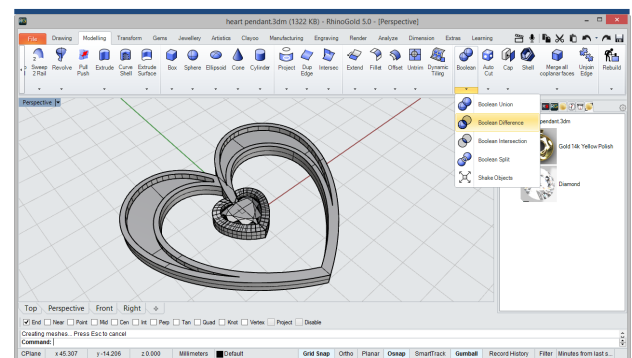 heart pendant.3dm (1322 KB) - RhinoGold 5.0 - [Perspective]
File Drawing Modelling Transform Gems Jewellery Artistics Clayoo Manufacturing Engraving Render Analyze Dimension Extras Learning
Sweep 2 Rail Revolve Pull Push Extrude Curve Shell Extrude Surface Box Sphere Ellipsoid Cone Cylinder Project Dup Edge Intersec Extend Fillet Offset Untrim Dynamic Tiling Boolean Auto Cut Cap Shell Merge all coplanar faces Unjoin Edge Rebuild
Perspective
Boolean Union
Boolean Difference
Boolean Intersection
Boolean Split
Shake Objects
pendant.3dm
Gold 14k Yellow Polish
Diamond
Top Perspective Front Right
End Near Point Mid Cen Int Perp Tan Quad Knot Vertex Project Disable
Creating meshes... Press Esc to cancel
Command:
CPlane x 45.307 y -14.206 z 0.000 Millimeters Default Grid Snap Ortho Planar Osnap SmartTrack Gumball Record History Filter Minutes from last s...